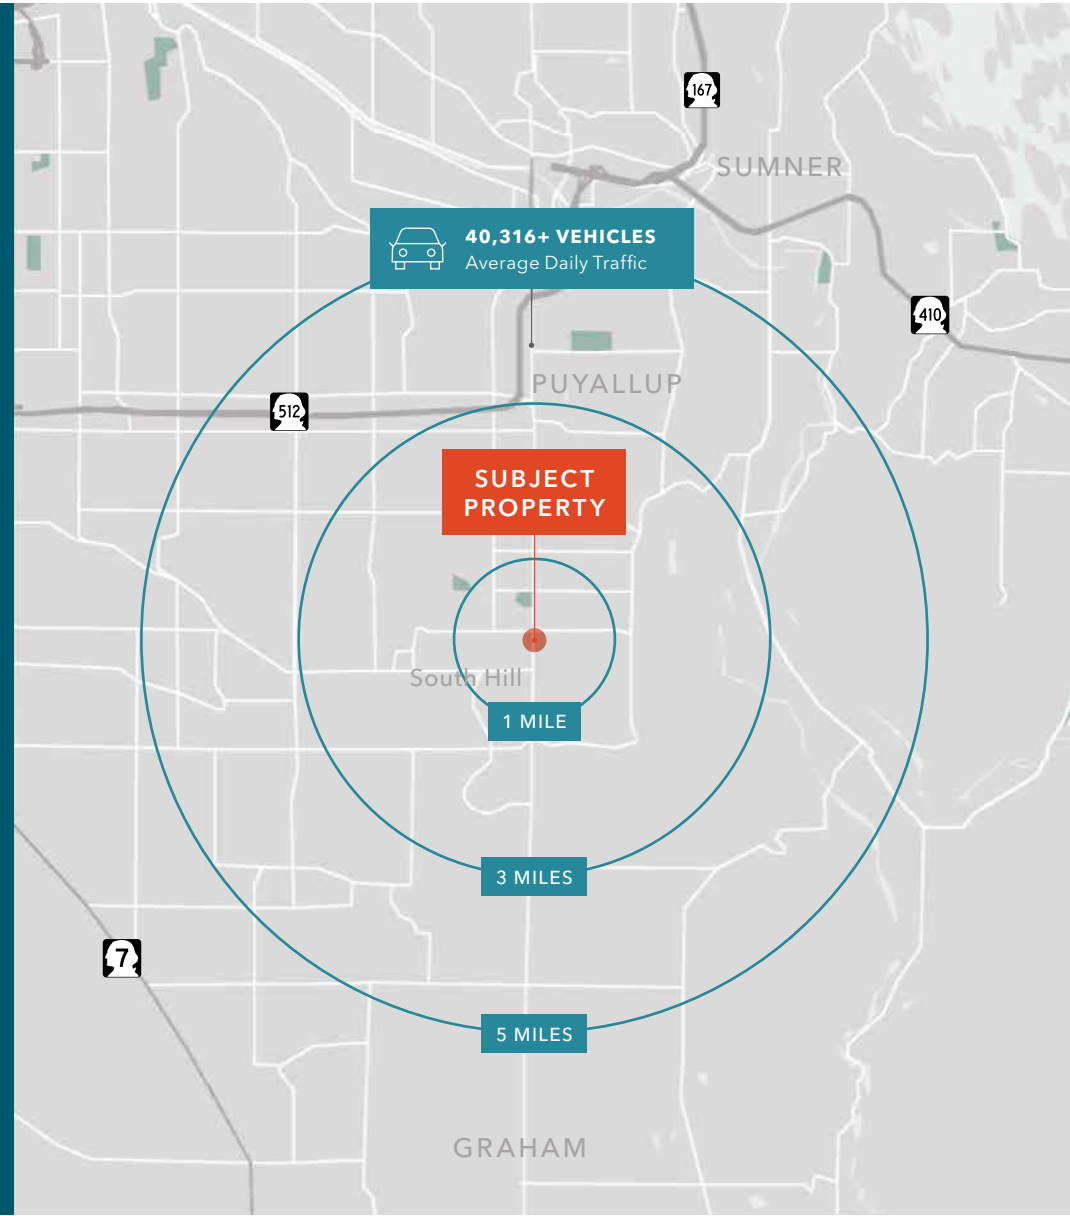 167
SUMNER
40,316+ VEHICLES
Average Daily Traffic
410
PUYALLUP
512
SUBJECT
PROPERTY
South Hill
1 MILE
3 MILES
7
5 MILES
GRAHAM